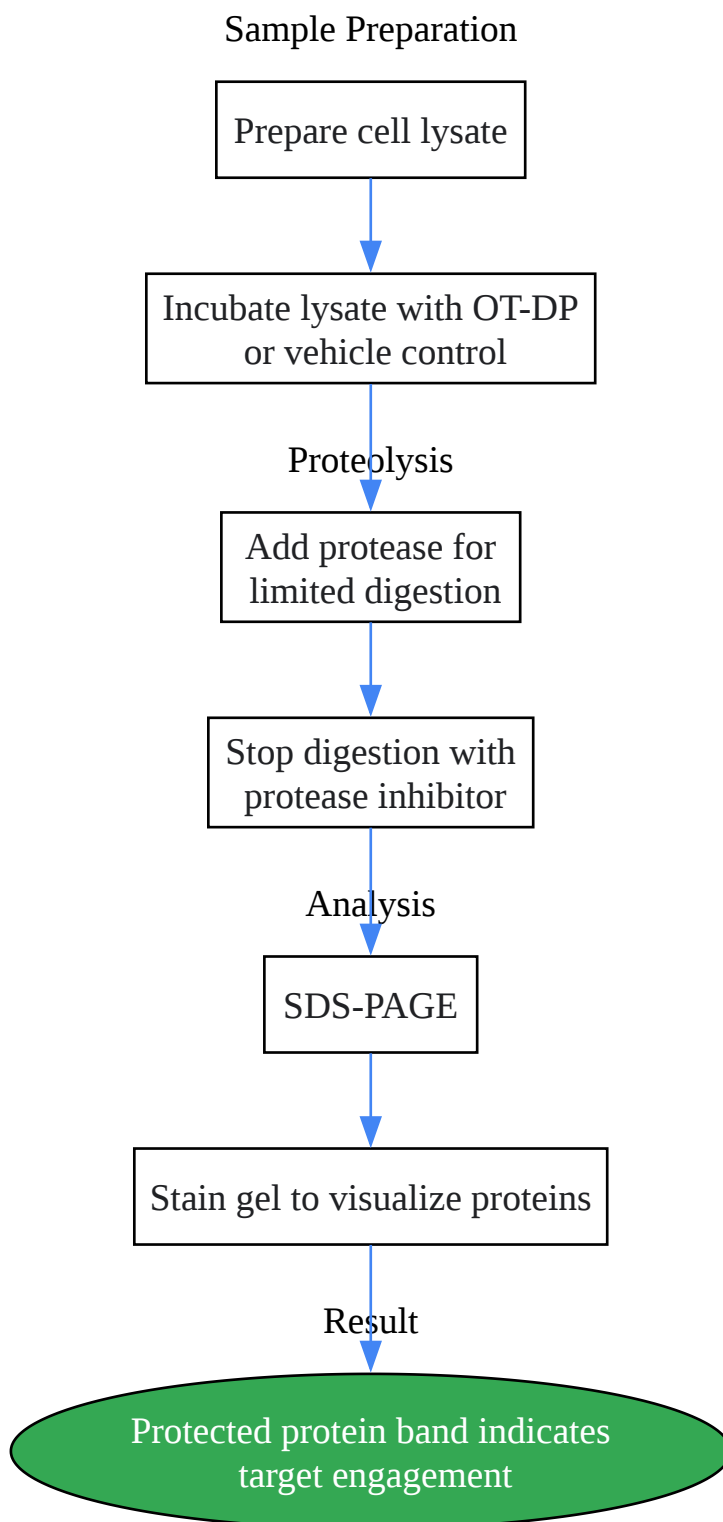 Sample Preparation
Prepare cell lysate
Incubate lysate with OT-DP
or vehicle control
Proteolysis
Add protease for
limited digestion
Stop digestion with
protease inhibitor
Analysis
SDS-PAGE
Stain gel to visualize proteins
Result
Protected protein band indicates
target engagement